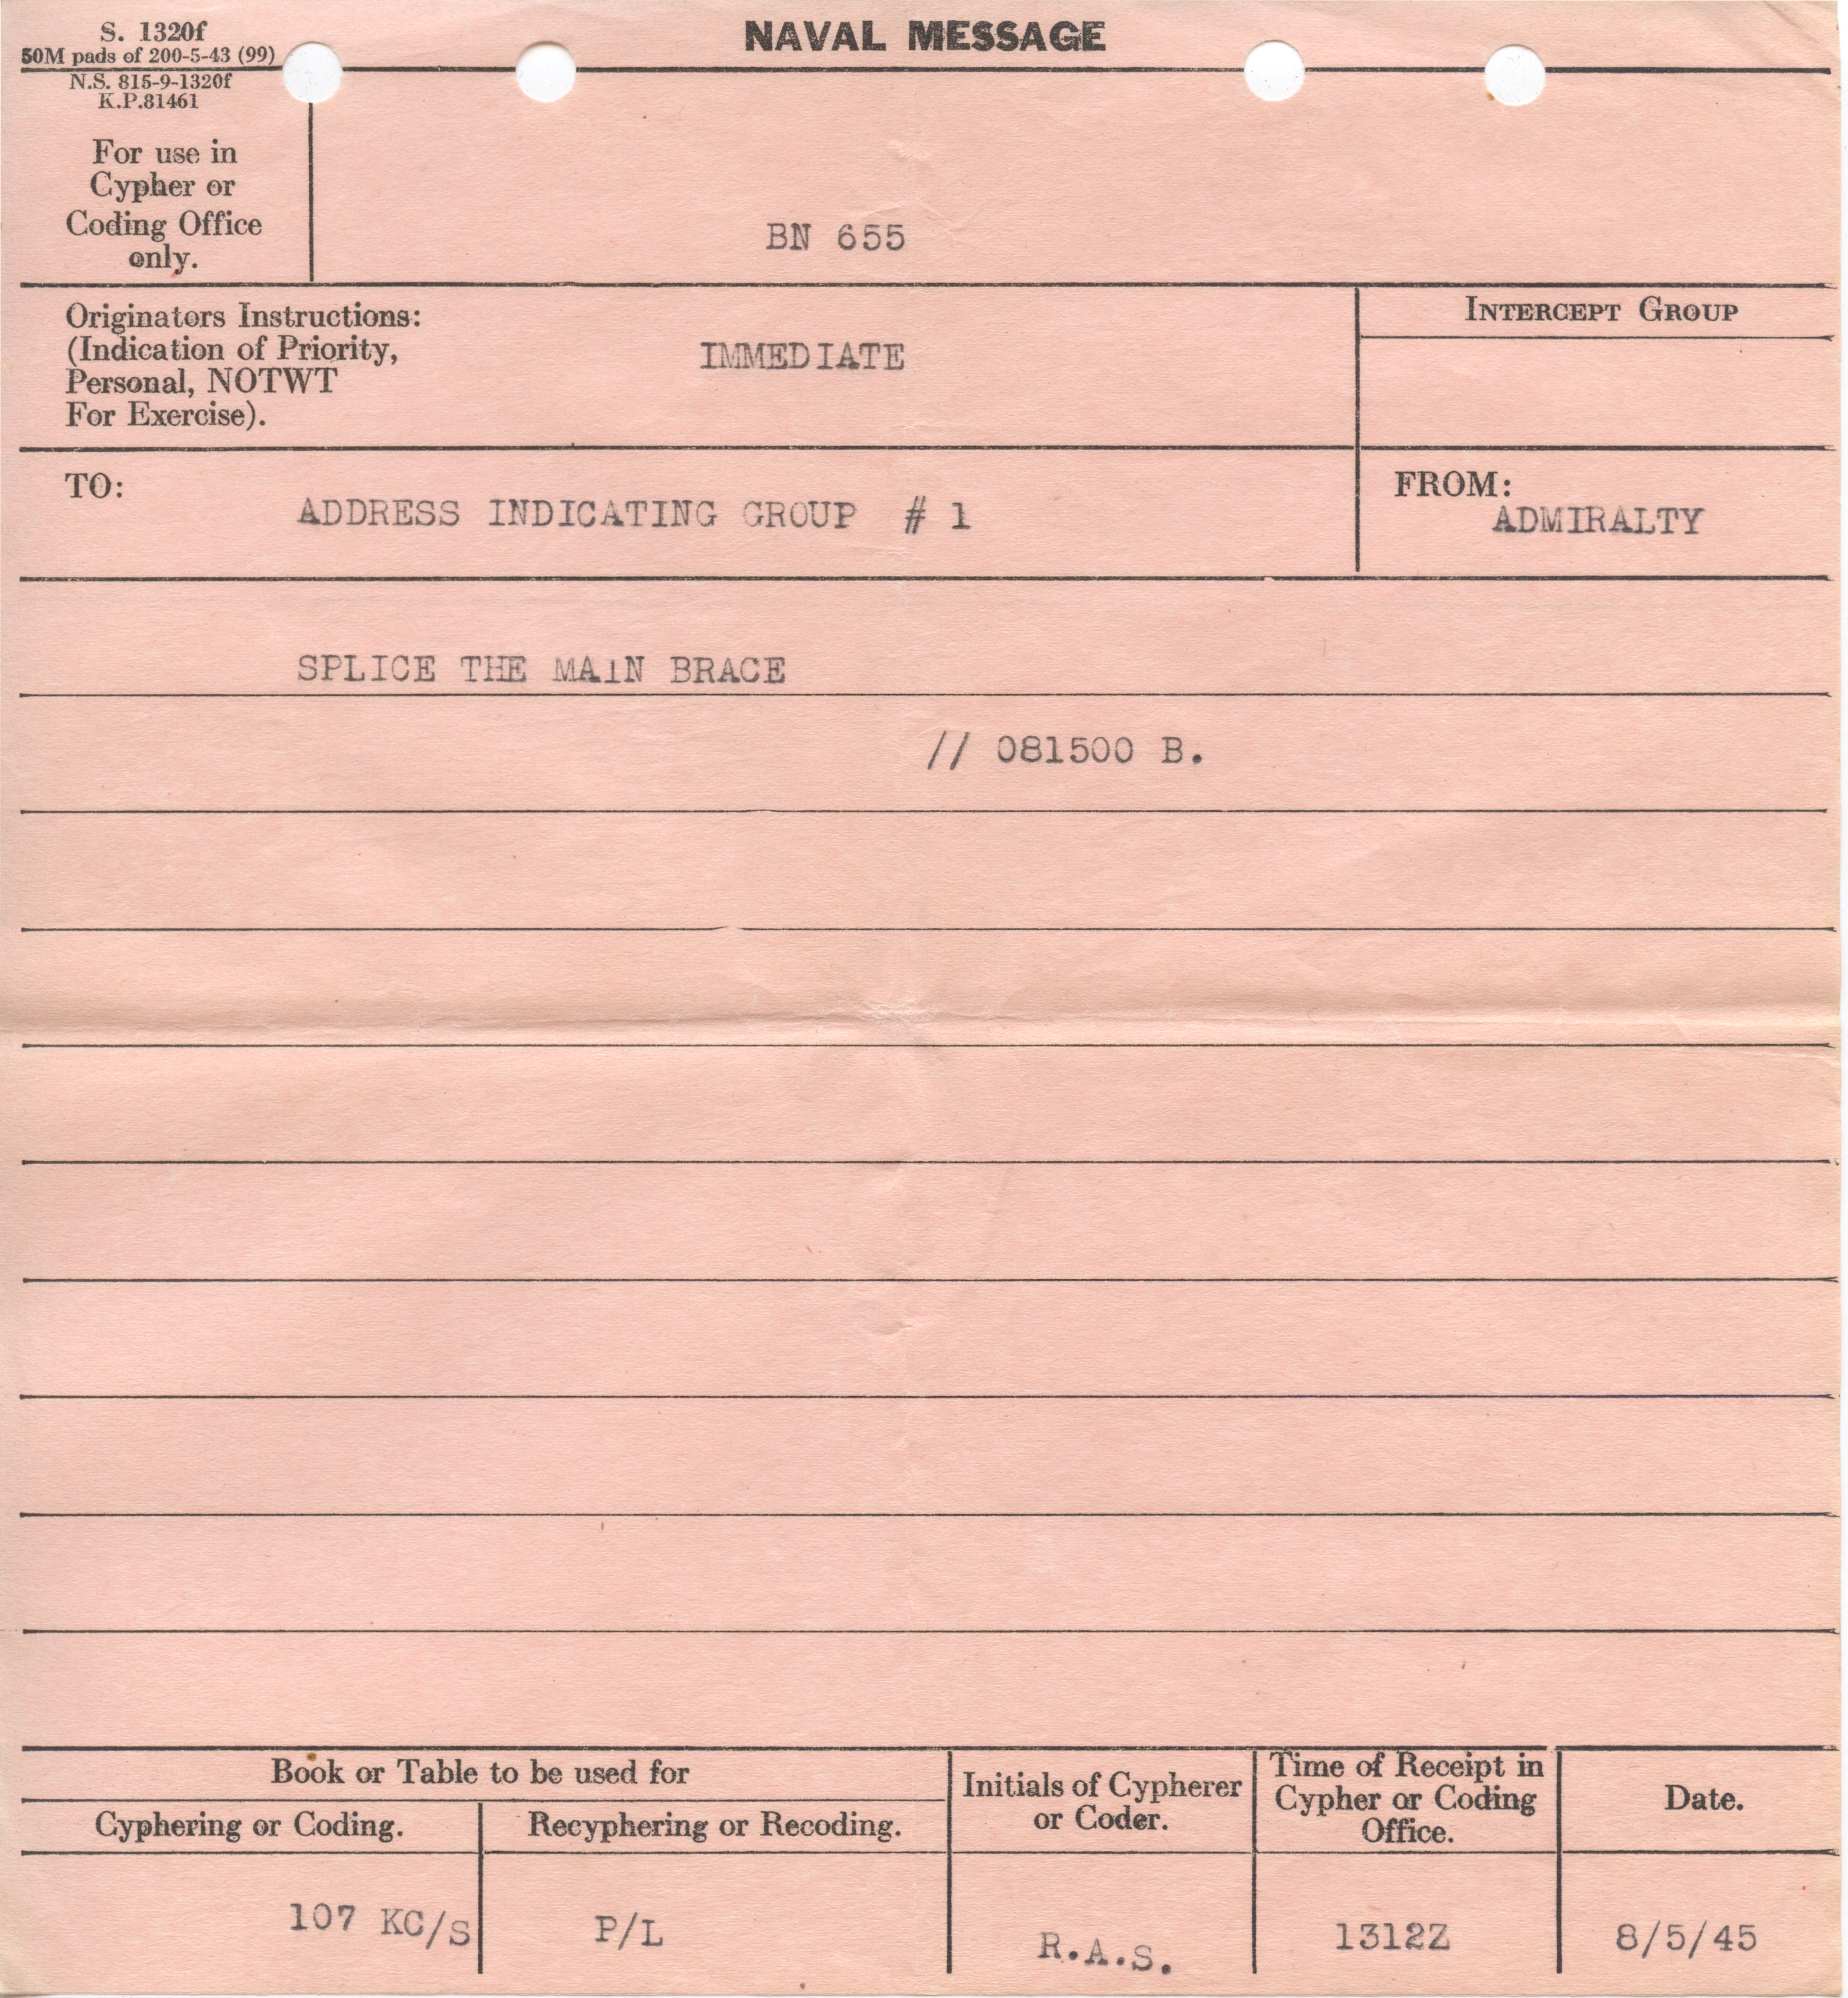 S. 1320f
50M pads of 200-5-43 (99)
N.S. 815-9-1320f
K.P.81461
NAVAL MESSAGE
For use in
Cypher or
Coding Office
only.
BN 655
Originators Instructions:
(Indication of Priority,
Personal, NOTWT
For Exercise).
IMMEDIATE
INTERCEPT GROUP
TO:
ADDRESS INDICATING GROUP # 1
FROM:
ADMIRALTY
SPLICE THE MAIN BRACE
// 081500 B.
Book or Table to be used for
Cyphering or Coding.
Recyphering or Recoding.
Initials of Cypherer
or Coder.
Time of Receipt in
Cypher or Coding
Office.
Date.
107 KC/S
P/L
R.A.S.
1312Z
8/5/45